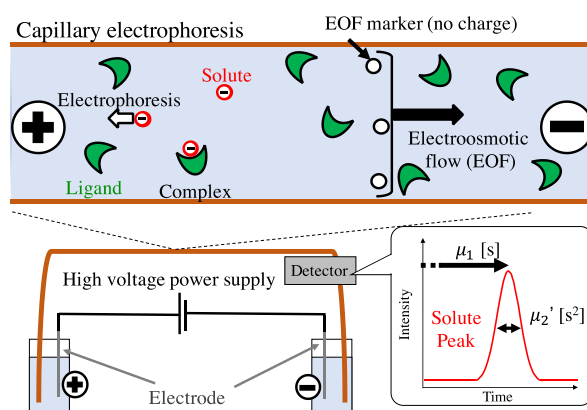 Capillary electrophoresis
EOF marker (no charge)
Solute
Electrophoresis
+
−
−
−
−
Electroosmotic
flow (EOF)
Ligand
Complex
High voltage power supply
Detector
μ₁ [s]
μ₂’ [s²]
Intensity
Solute
Peak
Time
Electrode
+
−